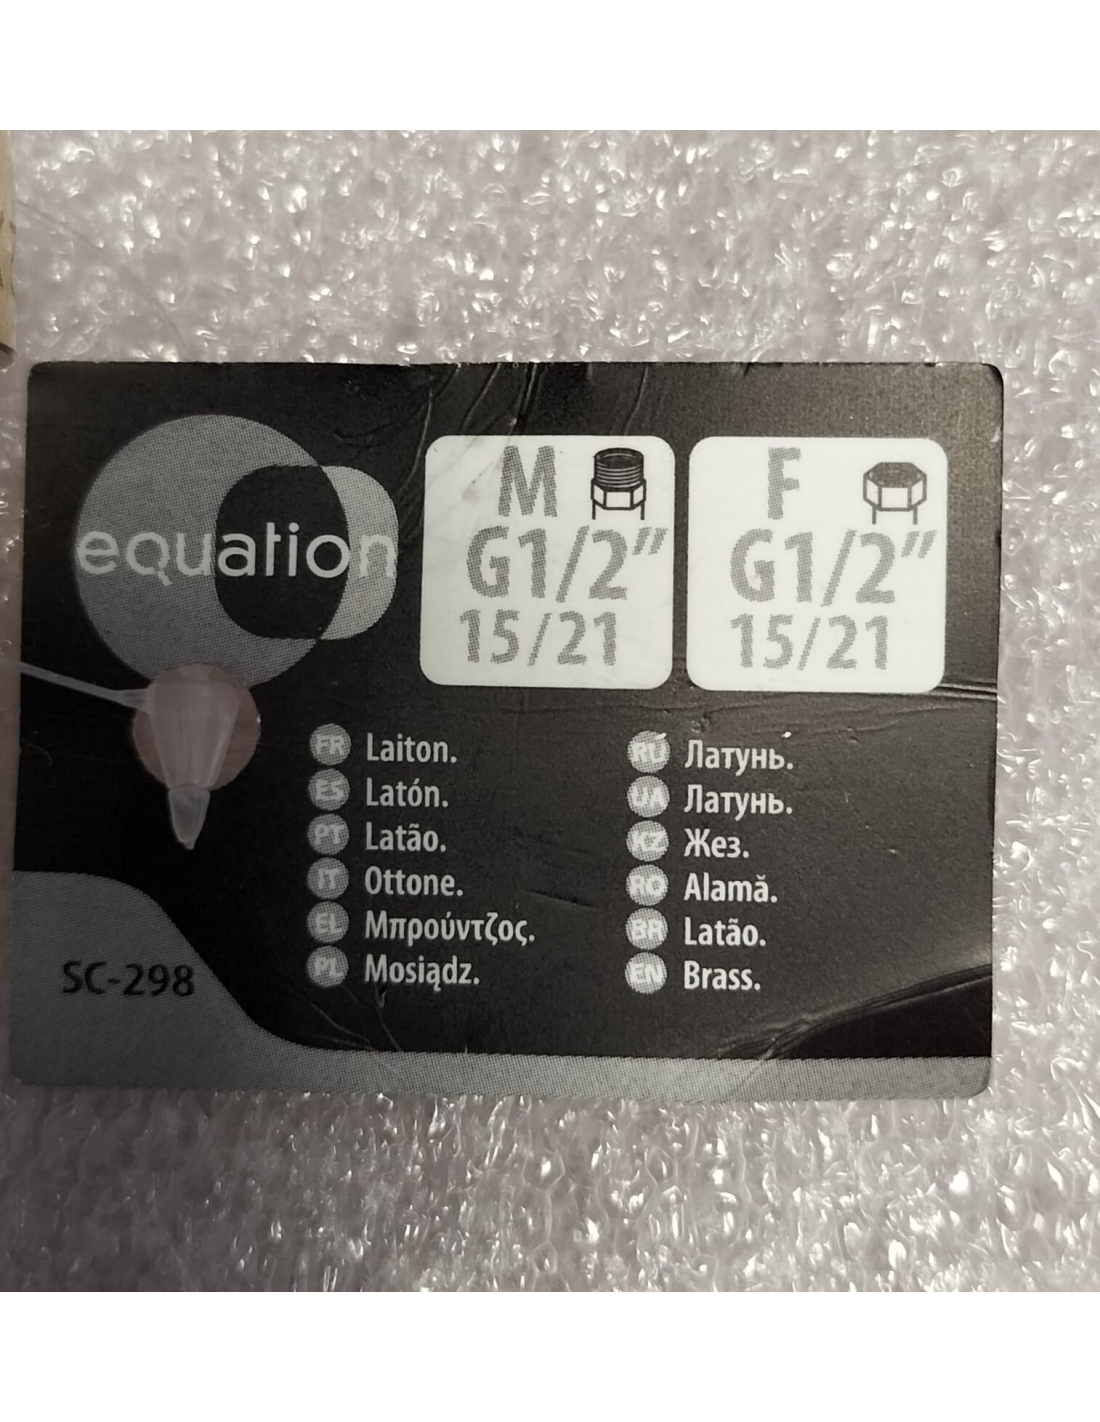 equation
M
G1/2”
15/21
F
G1/2”
15/21
FR Laiton.
ES Latón.
PT Latão.
IT Ottone.
EL Μπρούντζος.
PL Mosiądz.
RU Латунь.
UA Латунь.
KZ Жез.
RO Alamă.
BR Latão.
EN Brass.
SC-298